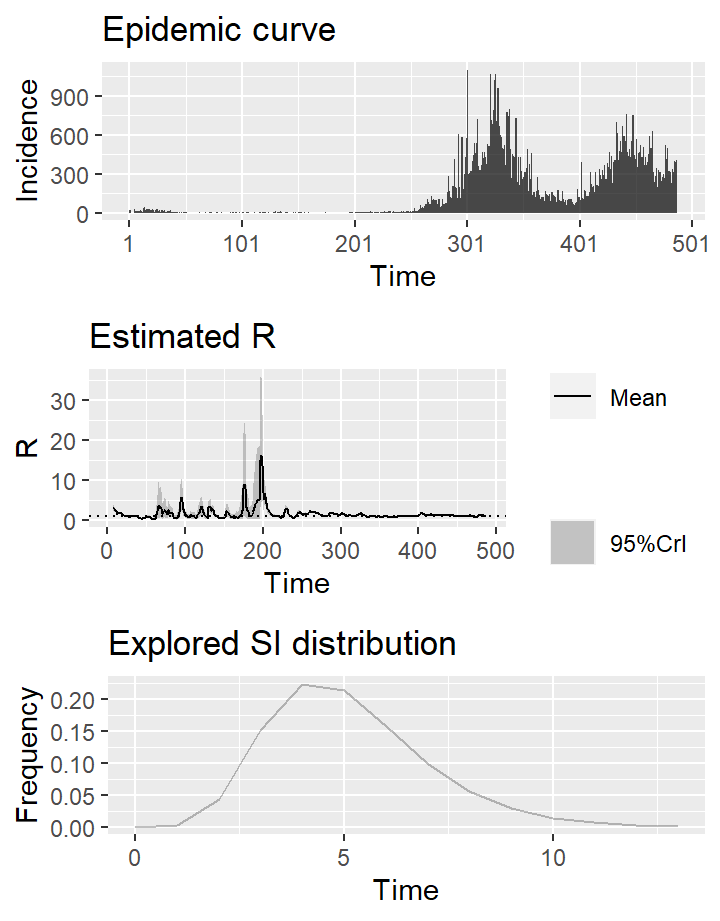 Epidemic curve
Incidence
900
600
300
0
1 101 201 301 401 501
Time
Estimated R
R
30
20
10
0
0 100 200 300 400 500
Time
Mean
95%CrI
Explored SI distribution
Frequency
0.20
0.15
0.10
0.05
0.00
0 5 10
Time